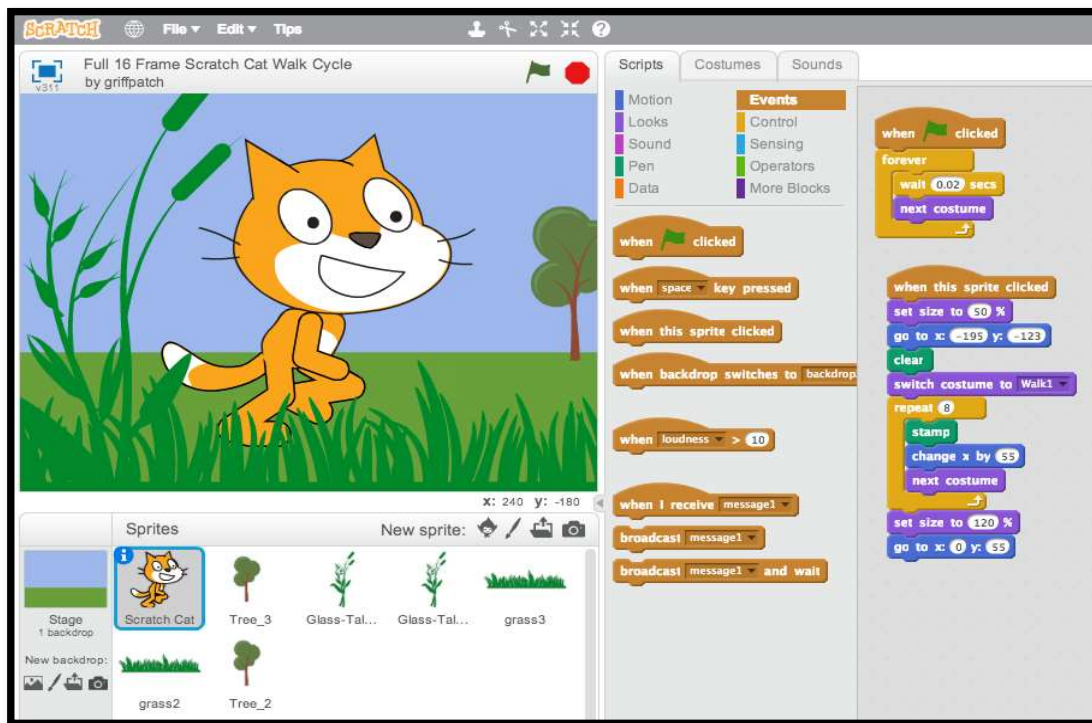 SCRATCH File Edit Tips
v311
Full 16 Frame Scratch Cat Walk Cycle
by griffpatch
x: 240 y: -180
Sprites New sprite:
Stage
1 backdrop
New backdrop:
Scratch Cat
Tree_3
Glass-Tal...
Glass-Tal...
grass3
grass2
Tree_2
Scripts Costumes Sounds
Motion Events
Looks Control
Sound Sensing
Pen Operators
Data More Blocks
when clicked
when space key pressed
when this sprite clicked
when backdrop switches to backdrop
when loudness > 10
when I receive message1
broadcast message1
broadcast message1 and wait
when clicked
forever
wait 0.02 secs
next costume
when this sprite clicked
set size to 50 %
go to x: -195 y: -123
clear
switch costume to Walk1
repeat 8
stamp
change x by 55
next costume
set size to 120 %
go to x: 0 y: 55